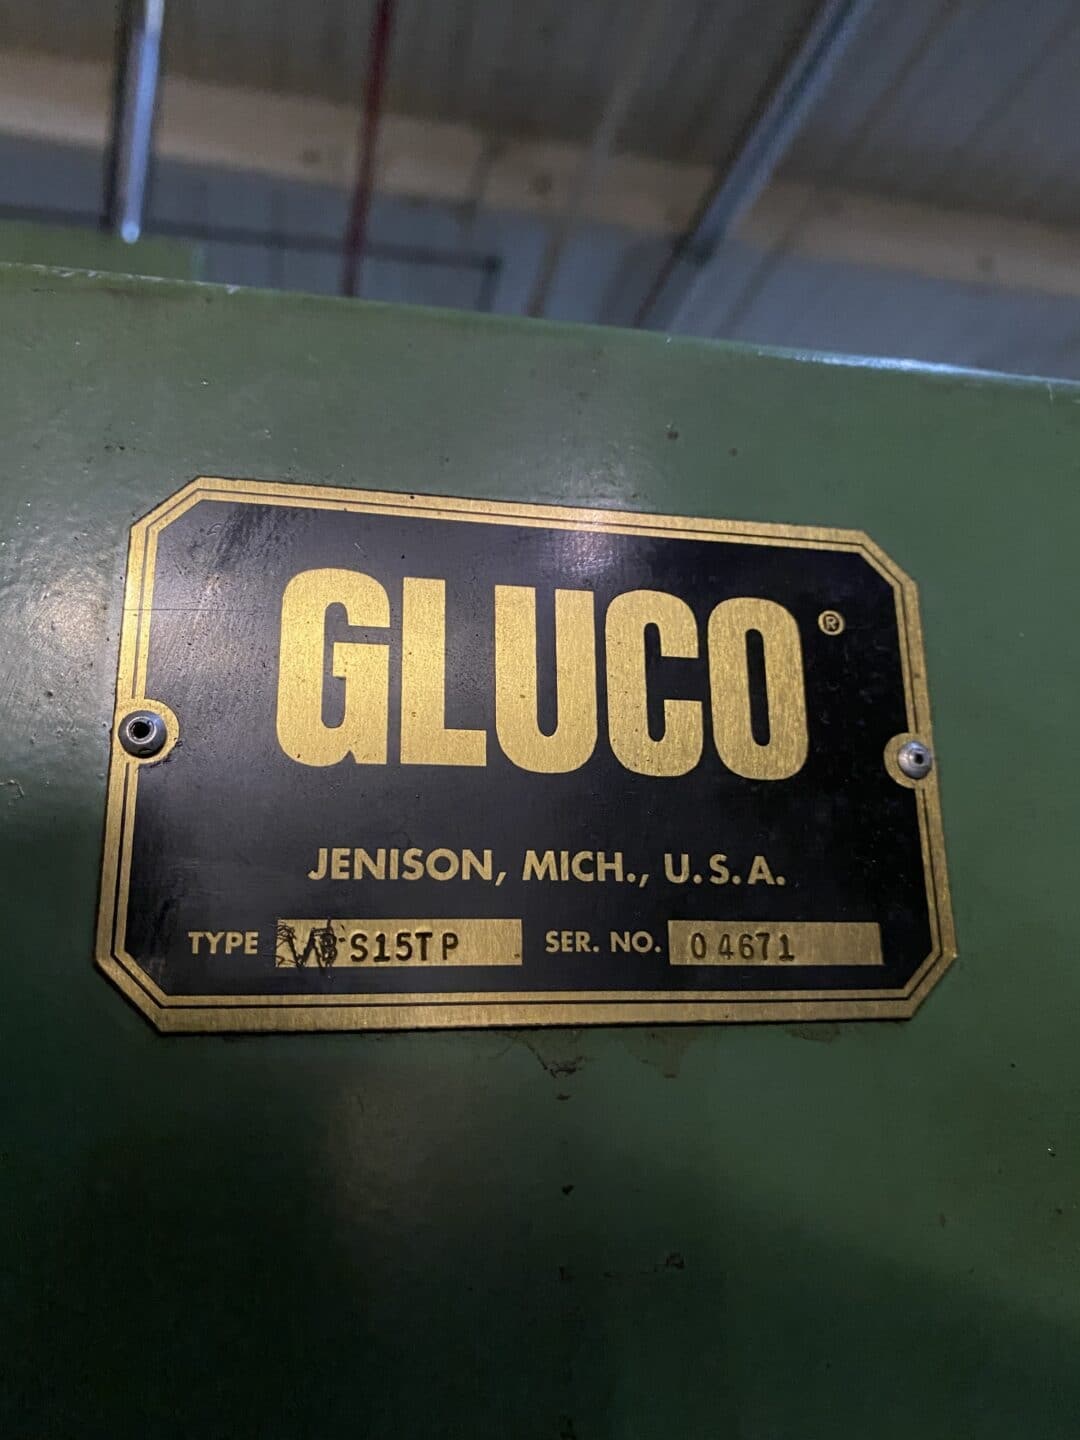 GLUCO®
JENISON, MICH., U.S.A.
TYPE S15TP SER. NO. 04671